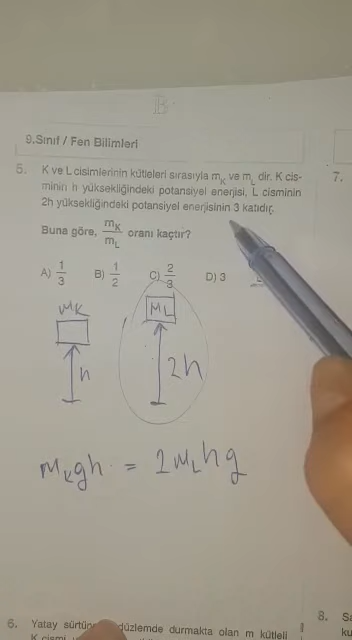 B
9.Sınıf / Fen Bilimleri
5. K ve L cisimlerinin kütleleri sırasıyla mK ve mL dir. K cis-
minin h yüksekliğindeki potansiyel enerjisi, L cisminin
2h yüksekliğindeki potansiyel enerjisinin 3 katıdır.
Buna göre, mK/mL oranı kaçtır?
A) 1/3 B) 1/2 C) 2/3 D) 3
mK mL
h 2h
mKgh = 2mLhg
6. Yatay düzlemde durmakta olan m kütleli
K cismi
7.
8.